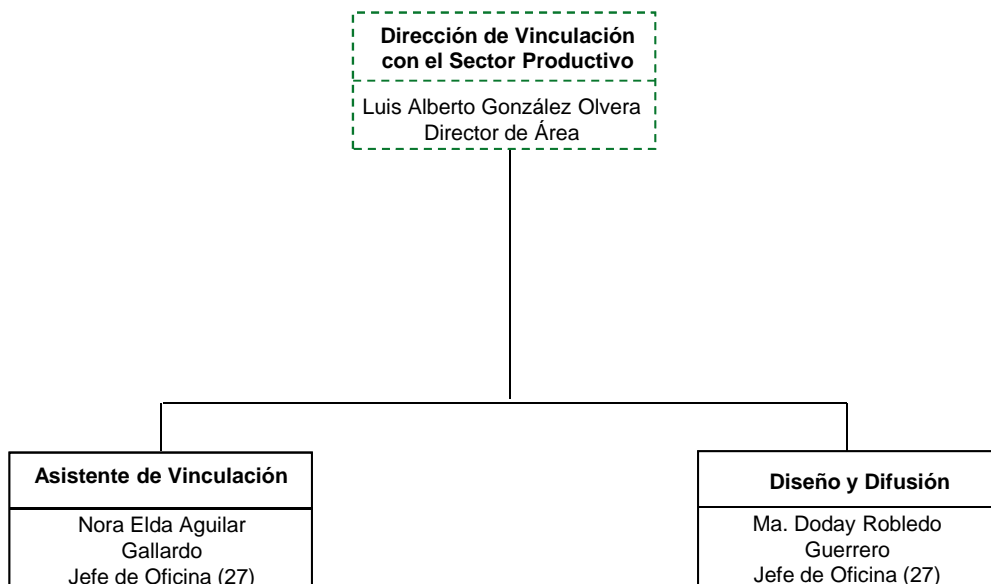 Dirección de Vinculación
con el Sector Productivo
Luis Alberto González Olvera
Director de Área
Asistente de Vinculación
Nora Elda Aguilar
Gallardo
Jefe de Oficina (27)
Diseño y Difusión
Ma. Doday Robledo
Guerrero
Jefe de Oficina (27)